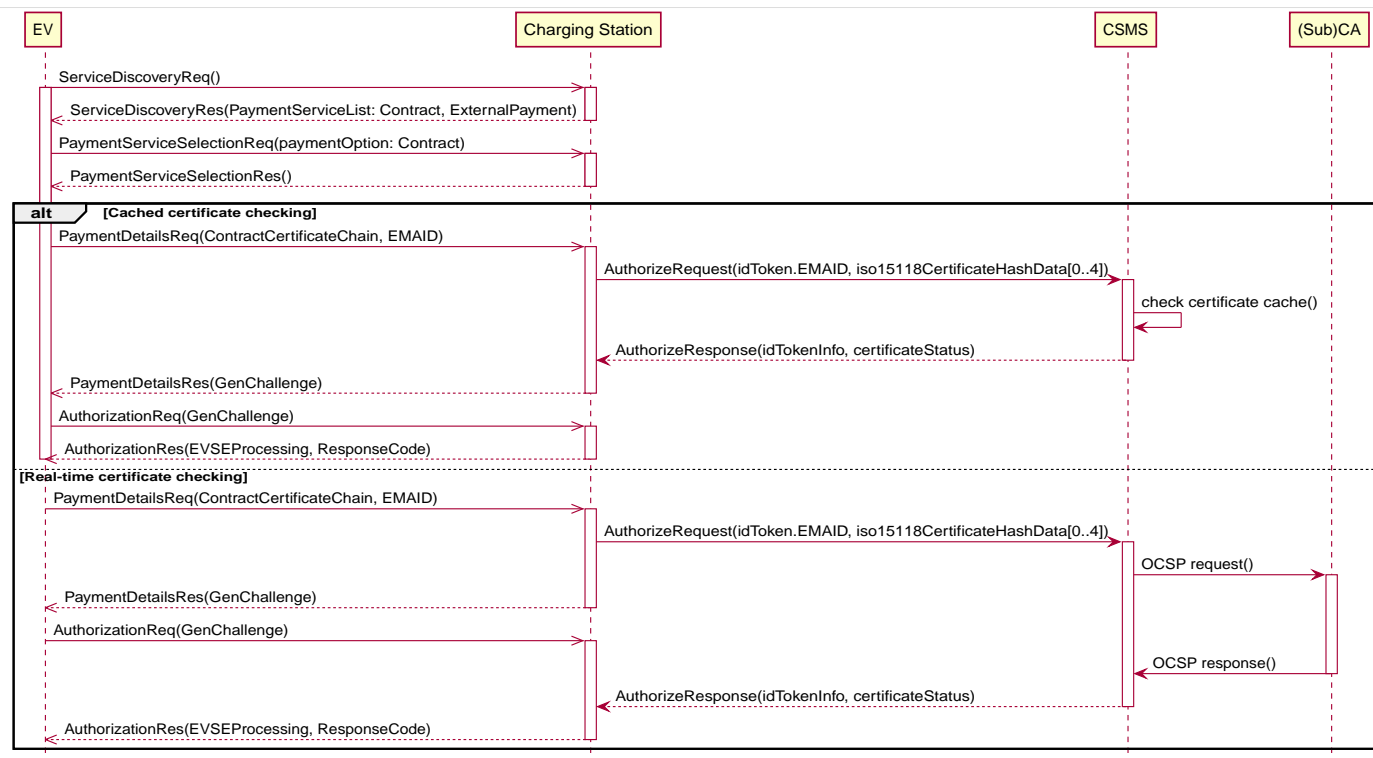 EV
Charging Station
CSMS
(Sub)CA
ServiceDiscoveryReq()
ServiceDiscoveryRes(PaymentServiceList: Contract, ExternalPayment)
PaymentServiceSelectionReq(paymentOption: Contract)
PaymentServiceSelectionRes()
alt [Cached certificate checking]
PaymentDetailsReq(ContractCertificateChain, EMAID)
AuthorizeRequest(idToken.EMAID, iso15118CertificateHashData[0..4])
check certificate cache()
AuthorizeResponse(idTokenInfo, certificateStatus)
PaymentDetailsRes(GenChallenge)
AuthorizationReq(GenChallenge)
AuthorizationRes(EVSEProcessing, ResponseCode)
[Real-time certificate checking]
PaymentDetailsReq(ContractCertificateChain, EMAID)
AuthorizeRequest(idToken.EMAID, iso15118CertificateHashData[0..4])
OCSP request()
PaymentDetailsRes(GenChallenge)
AuthorizationReq(GenChallenge)
OCSP response()
AuthorizeResponse(idTokenInfo, certificateStatus)
AuthorizationRes(EVSEProcessing, ResponseCode)